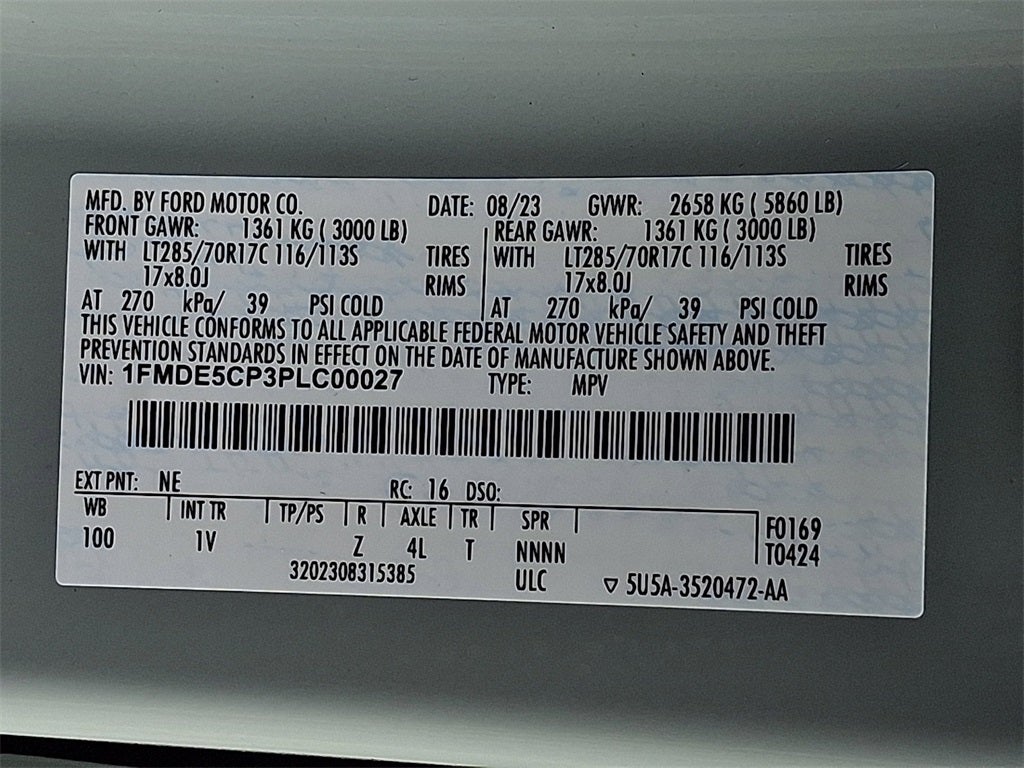 MFD. BY FORD MOTOR CO. DATE: 08/23 GVWR: 2658 KG ( 5860 LB)
FRONT GAWR: 1361 KG ( 3000 LB) REAR GAWR: 1361 KG ( 3000 LB)
WITH LT285/70R17C 116/113S TIRES WITH LT285/70R17C 116/113S TIRES
17x8.0J RIMS 17x8.0J RIMS
AT 270 kPa/ 39 PSI COLD AT 270 kPa/ 39 PSI COLD
THIS VEHICLE CONFORMS TO ALL APPLICABLE FEDERAL MOTOR VEHICLE SAFETY AND THEFT
PREVENTION STANDARDS IN EFFECT ON THE DATE OF MANUFACTURE SHOWN ABOVE.
VIN: 1FMDE5CP3PLC00027 TYPE: MPV
EXT PNT: NE RC: 16 DSO:
WB INT TR TP/PS R AXLE TR SPR F0169
100 1V Z 4L T NNNN T0424
3202308315385 ULC ▽ 5U5A-3520472-AA